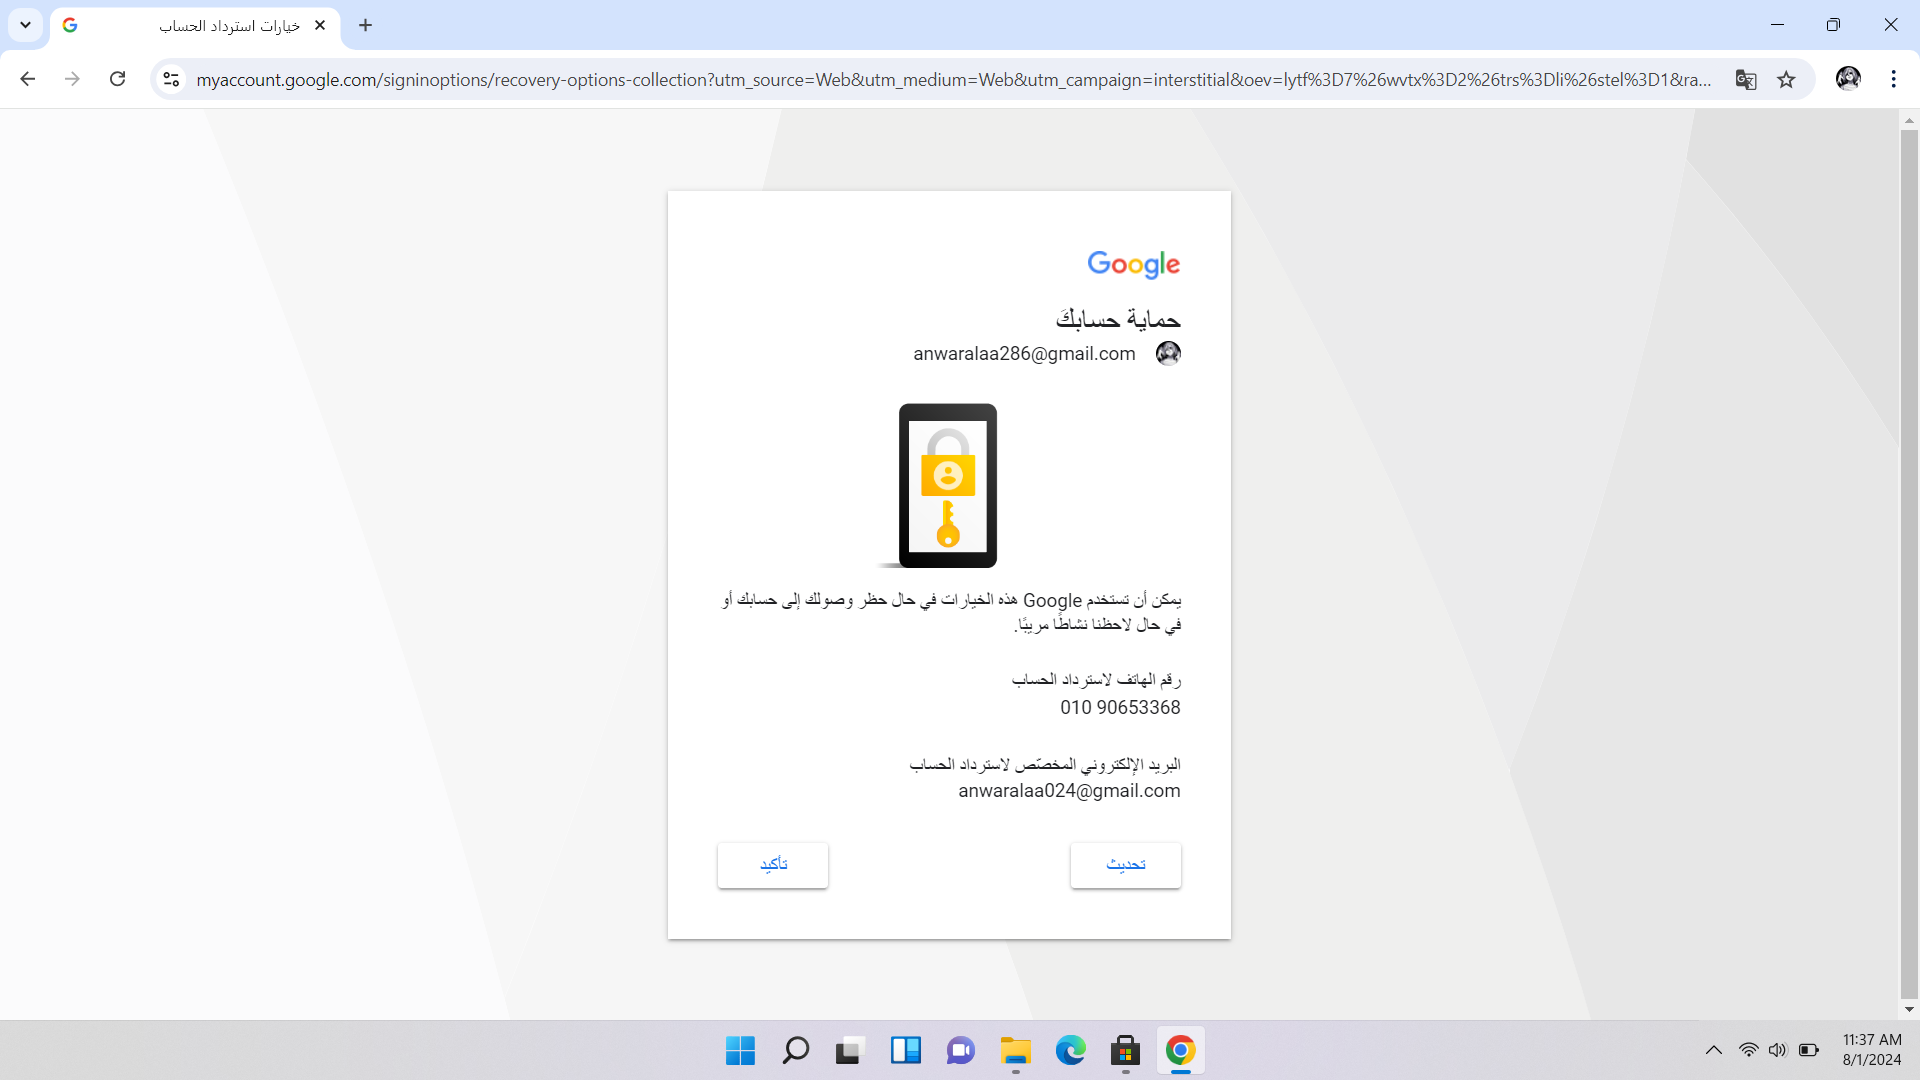 خيارات استرداد الحساب
myaccount.google.com/signinoptions/recovery-options-collection?utm_source=Web&utm_medium=Web&utm_campaign=interstitial&oev=lytf%3D7%26wvtx%3D2%26trs%3Dli%26stel%3D1&ra...
Google
حماية حسابكَ
anwaralaa286@gmail.com
يمكن أن تستخدم Google هذه الخيارات في حال حظر وصولك إلى حسابك أو
في حال لاحظنا نشاطًا مريبًا.
رقم الهاتف لاسترداد الحساب
010 90653368
البريد الإلكتروني المخصّص لاسترداد الحساب
anwaralaa024@gmail.com
تحديث
تأكيد
11:37 AM
8/1/2024